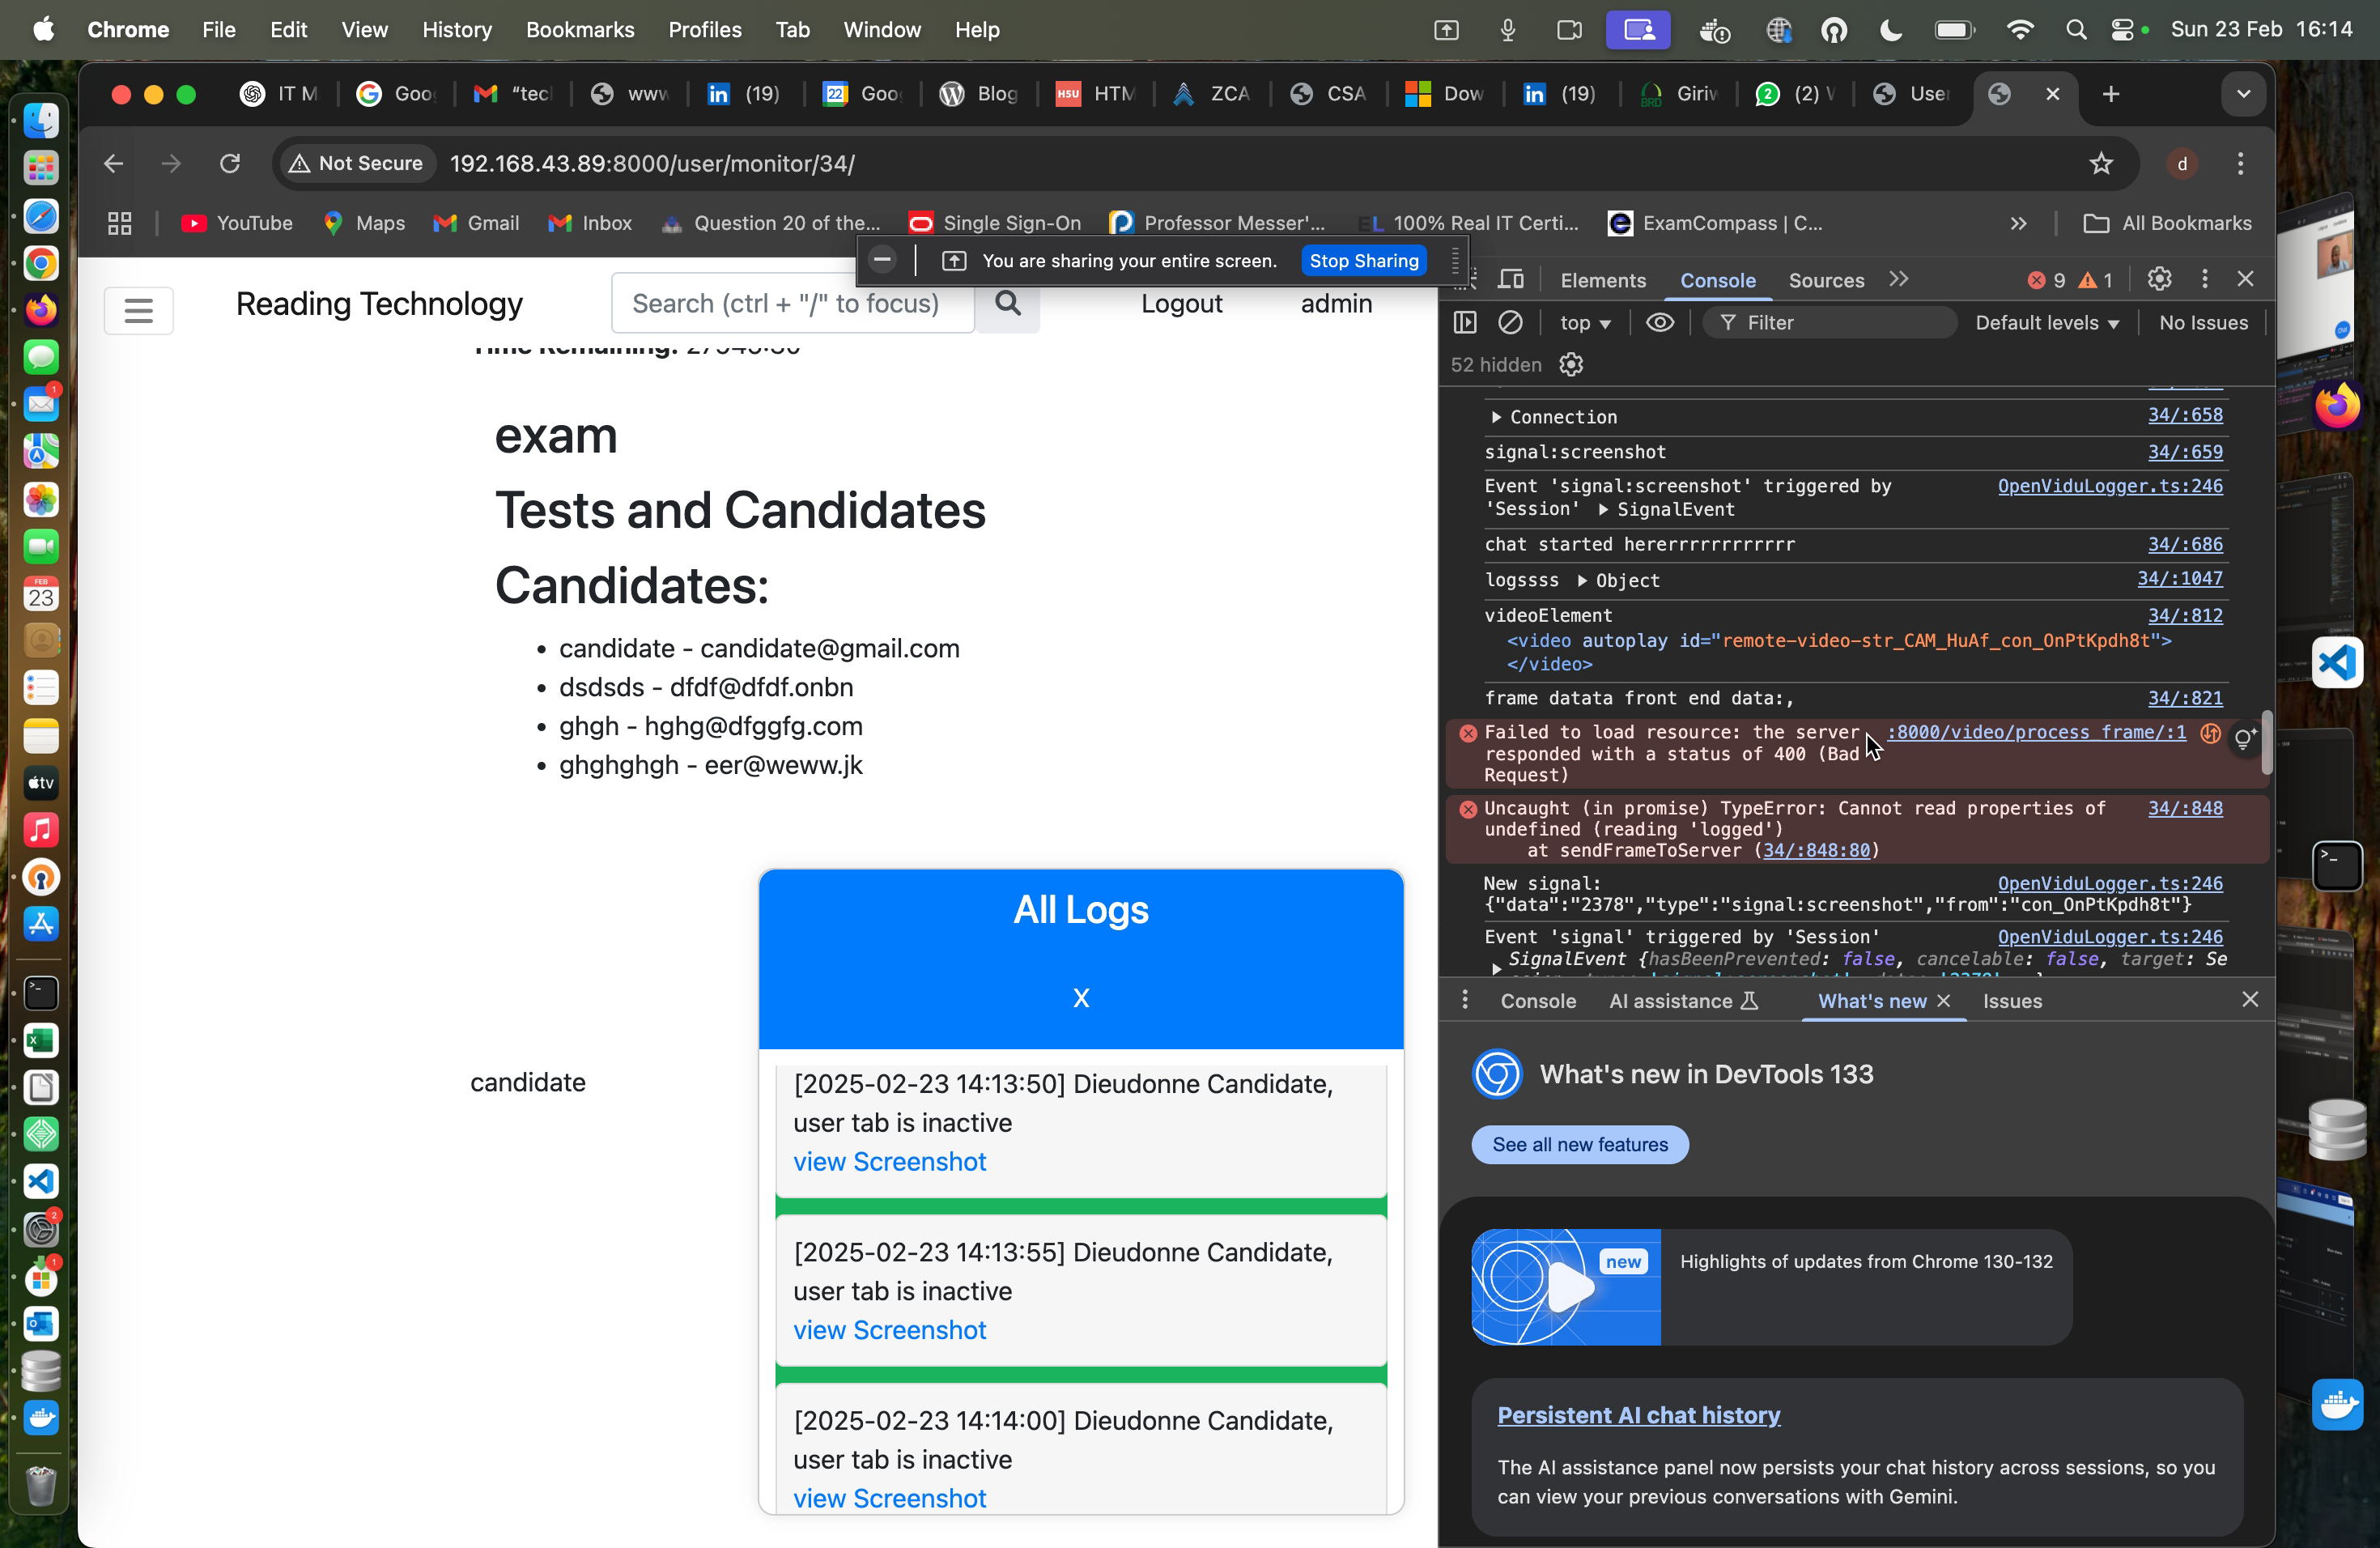 Chrome File Edit View History Bookmarks Profiles Tab Window Help Sun 23 Feb 16:14
IT M Goo "tec www (19) Goo Blog HTM ZCA CSA Dow (19) Giriw (2) User
Not Secure 192.168.43.89:8000/user/monitor/34/ d
YouTube Maps Gmail Inbox Question 20 of the... Single Sign-On Professor Messer'... 100% Real IT Certi... ExamCompass | C... » All Bookmarks
You are sharing your entire screen. Stop Sharing
Reading Technology Search (ctrl + "/" to focus) Logout admin
exam
Tests and Candidates
Candidates:
• candidate - candidate@gmail.com
• dsdsds - dfdf@dfdf.onbn
• ghgh - hghg@dfggfg.com
• ghghghgh - eer@weww.jk
All Logs
X
candidate
[2025-02-23 14:13:50] Dieudonne Candidate,
user tab is inactive
view Screenshot
[2025-02-23 14:13:55] Dieudonne Candidate,
user tab is inactive
view Screenshot
[2025-02-23 14:14:00] Dieudonne Candidate,
user tab is inactive
view Screenshot
Elements Console Sources » 9 1
top Filter Default levels No Issues
52 hidden
Connection 34/:658
signal:screenshot 34/:659
Event 'signal:screenshot' triggered by OpenViduLogger.ts:246
'Session' SignalEvent
chat started hererrrrrrrrrrr 34/:686
logssss Object 34/:1047
videoElement 34/:812
<video autoplay id="remote-video-str_CAM_HuAf_con_OnPtKpdh8t">
</video>
frame datata front end data:, 34/:821
Failed to load resource: the server :8000/video/process_frame/:1
responded with a status of 400 (Bad
Request)
Uncaught (in promise) TypeError: Cannot read properties of 34/:848
undefined (reading 'logged')
at sendFrameToServer (34/:848:80)
New signal: OpenViduLogger.ts:246
{"data":"2378","type":"signal:screenshot","from":"con_OnPtKpdh8t"}
Event 'signal' triggered by 'Session' OpenViduLogger.ts:246
SignalEvent {hasBeenPrevented: false, cancelable: false, target: Se
Console AI assistance What's new Issues
What's new in DevTools 133
See all new features
new Highlights of updates from Chrome 130-132
Persistent AI chat history
The AI assistance panel now persists your chat history across sessions, so you
can view your previous conversations with Gemini.